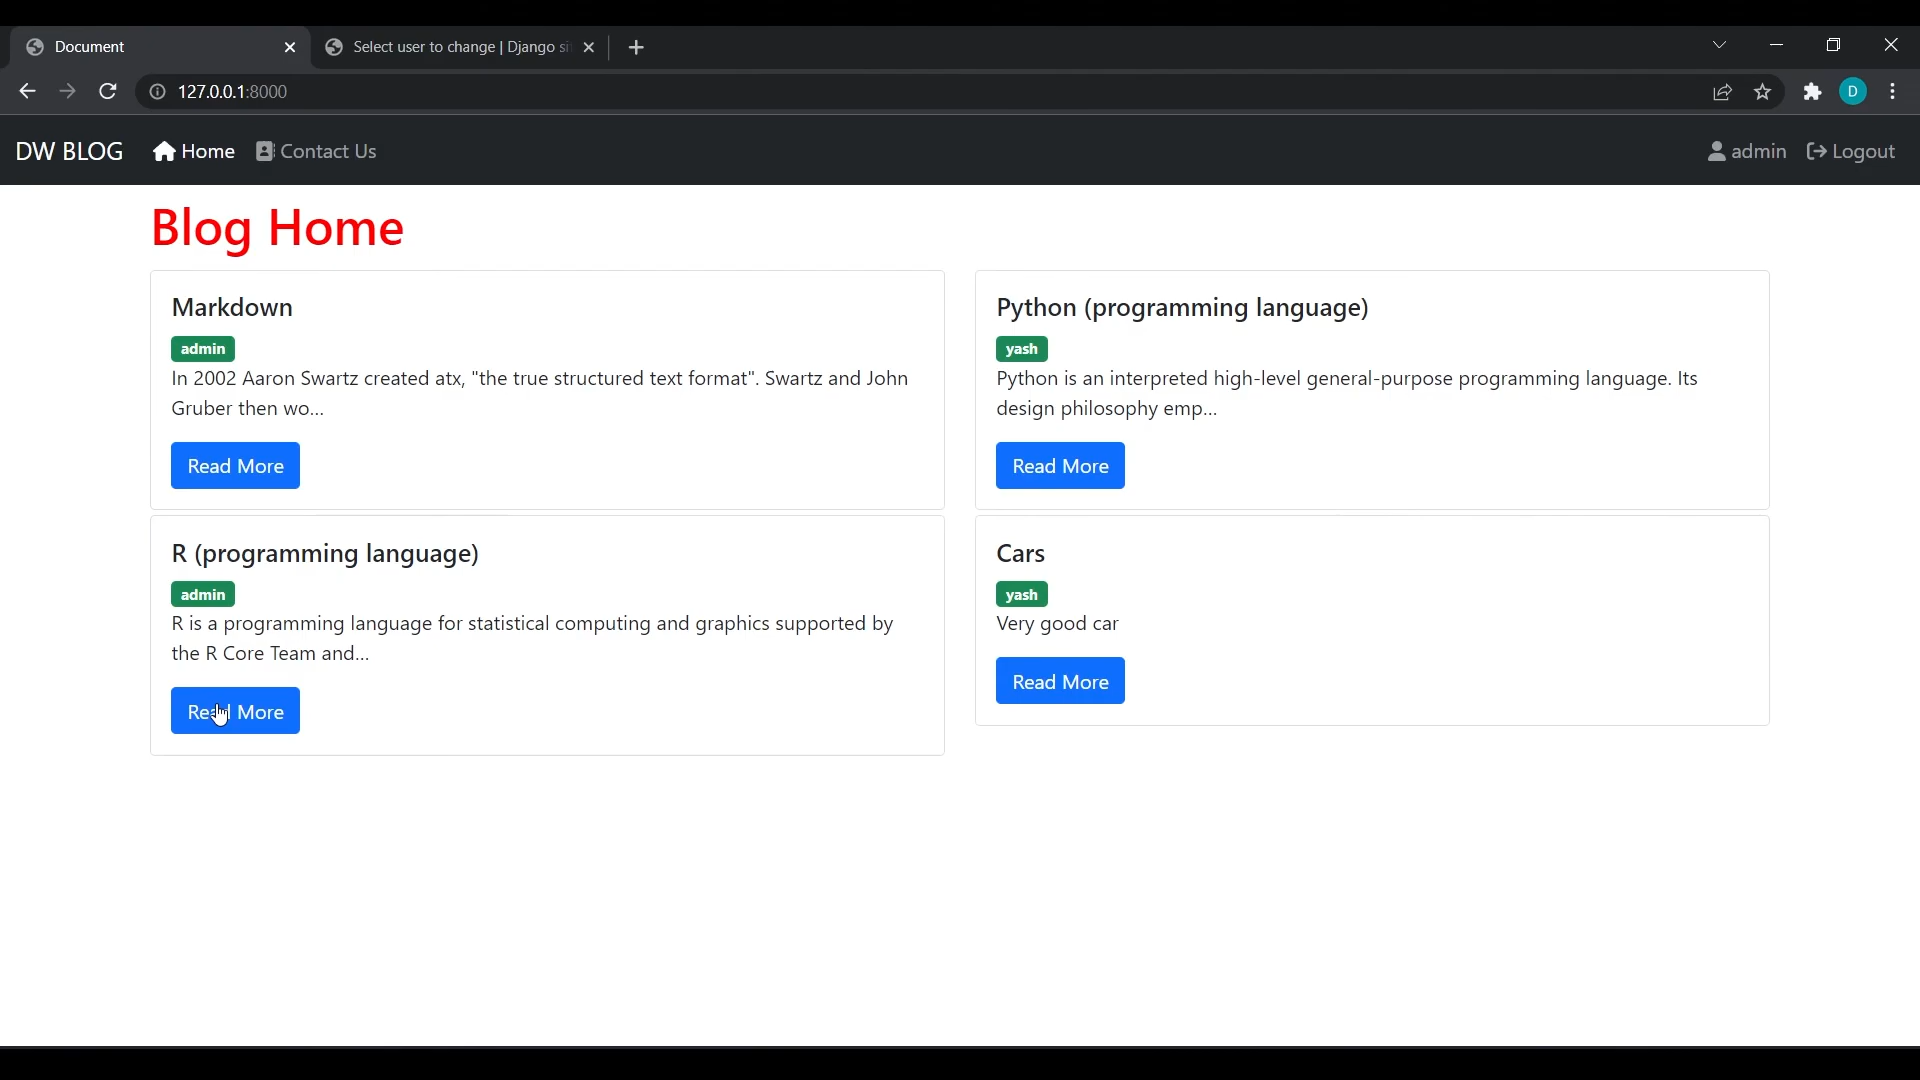 Document
Select user to change | Django si
127.0.0.1:8000
D
DW BLOG Home Contact Us admin Logout
Blog Home
Markdown
admin
In 2002 Aaron Swartz created atx, "the true structured text format". Swartz and John
Gruber then wo...
Read More
Python (programming language)
yash
Python is an interpreted high-level general-purpose programming language. Its
design philosophy emp...
Read More
R (programming language)
admin
R is a programming language for statistical computing and graphics supported by
the R Core Team and...
Read More
Cars
yash
Very good car
Read More